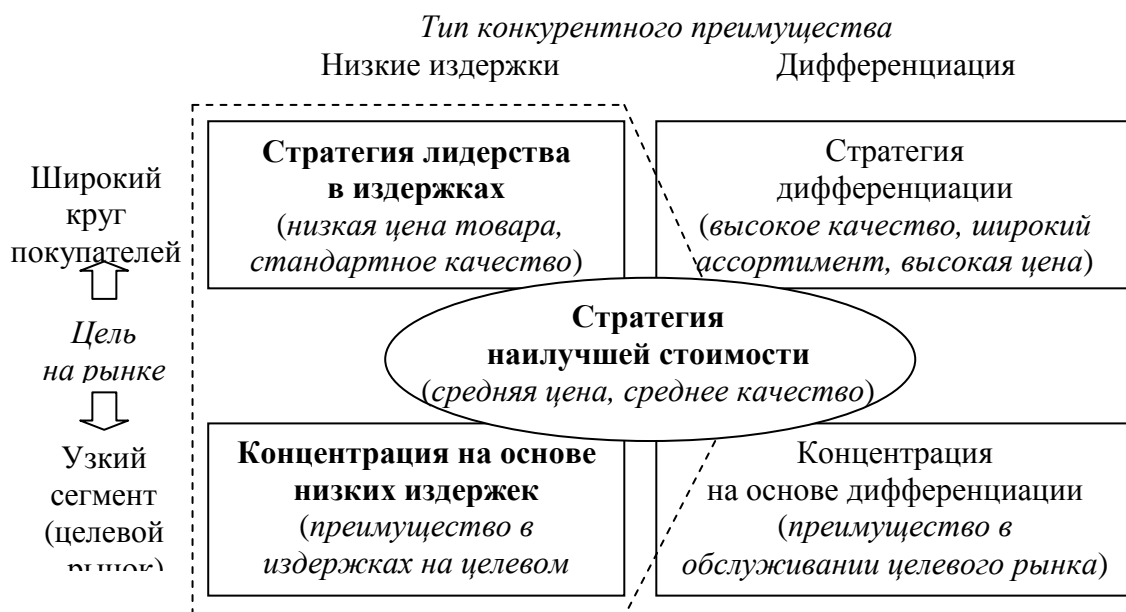 Тип конкурентного преимущества
Низкие издержки
Дифференциация
Широкий
круг
покупателей
Цель
на рынке
Узкий
сегмент
(целевой
рынок)
Стратегия лидерства
в издержках
(низкая цена товара,
стандартное качество)
Стратегия
дифференциации
(высокое качество, широкий
ассортимент, высокая цена)
Стратегия
наилучшей стоимости
(средняя цена, среднее качество)
Концентрация на основе
низких издержек
(преимущество в
издержках на целевом
Концентрация
на основе дифференциации
(преимущество в
обслуживании целевого рынка)